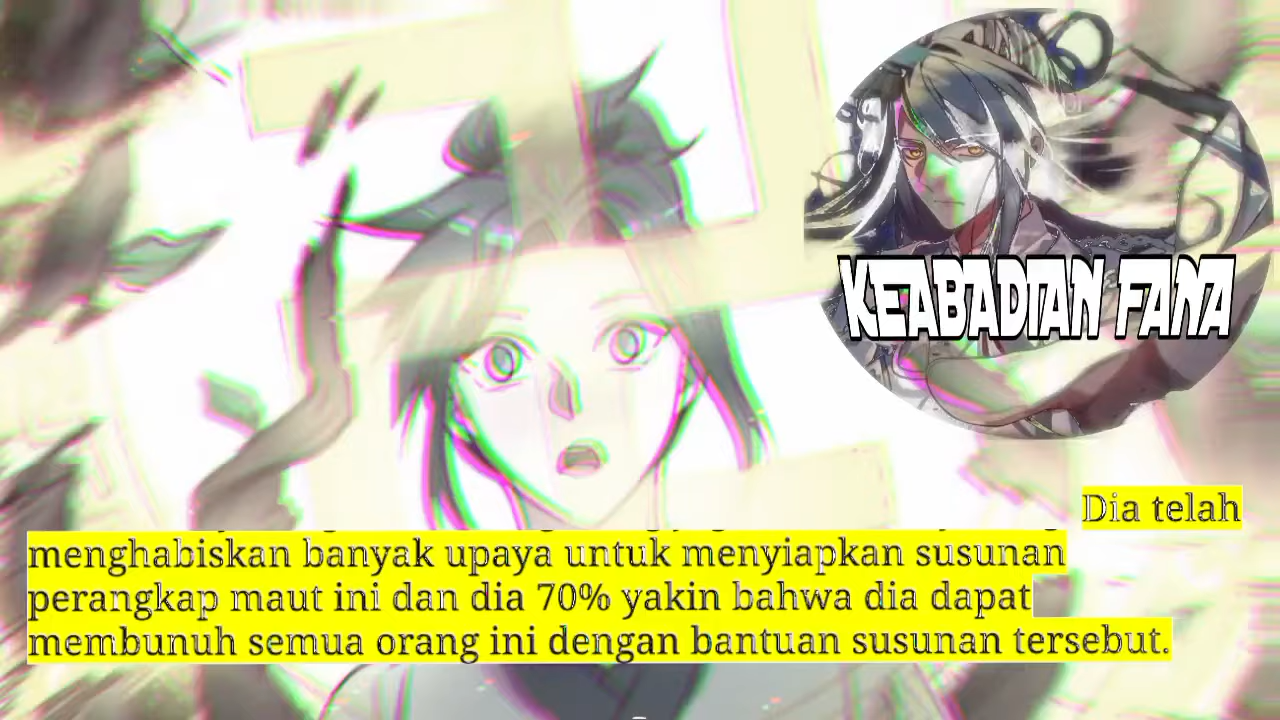 KEABADIAN FANA
Dia telah
menghabiskan banyak upaya untuk menyiapkan susunan
perangkap maut ini dan dia 70% yakin bahwa dia dapat
membunuh semua orang ini dengan bantuan susunan tersebut.